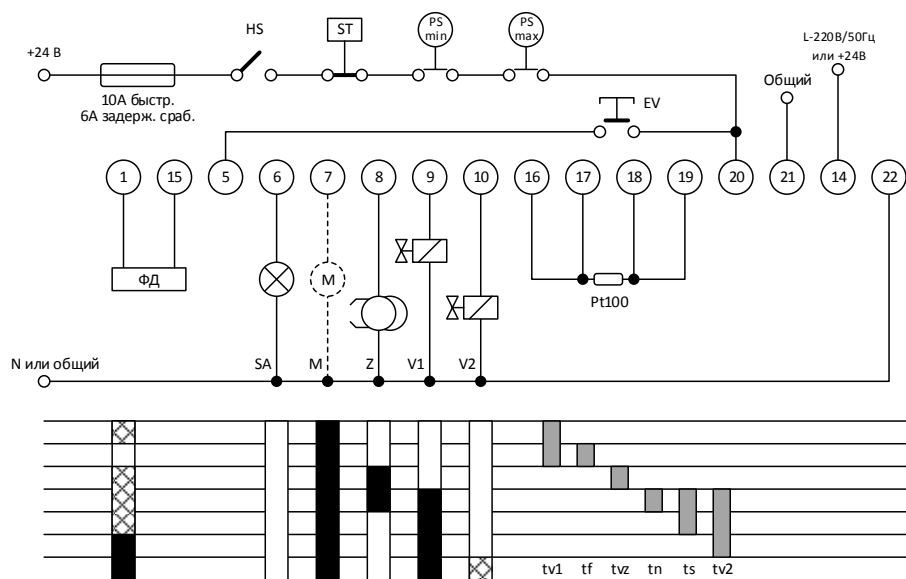 HS
ST
PS
min
PS
max
L-220В/50Гц
или +24В
+24 В
Общий
10А быстр.
6А задерж. сраб.
EV
1
15
5
6
7
8
9
10
16
17
18
19
20
21
14
22
ФД
M
Pt100
N или общий
SA
M
Z
V1
V2
tv1
tf
tvz
tn
ts
tv2